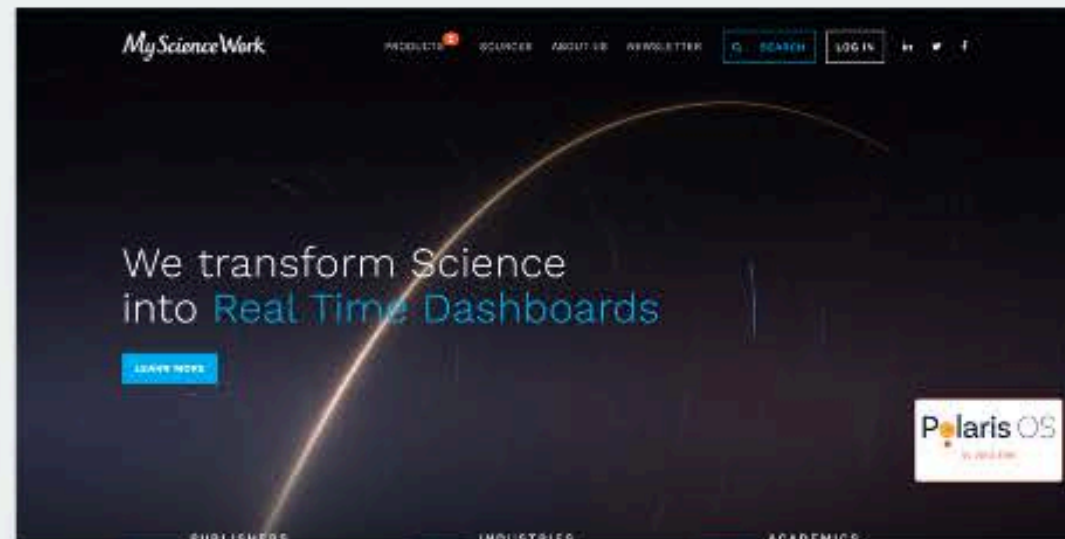 MyScienceWork
PRODUCTS SOURCES ABOUT US NEWSLETTER SEARCH LOG IN in f
We transform Science
into Real Time Dashboards
LEARN MORE
Polaris OS
PUBLISHERS INDUSTRIES ACADEMICS